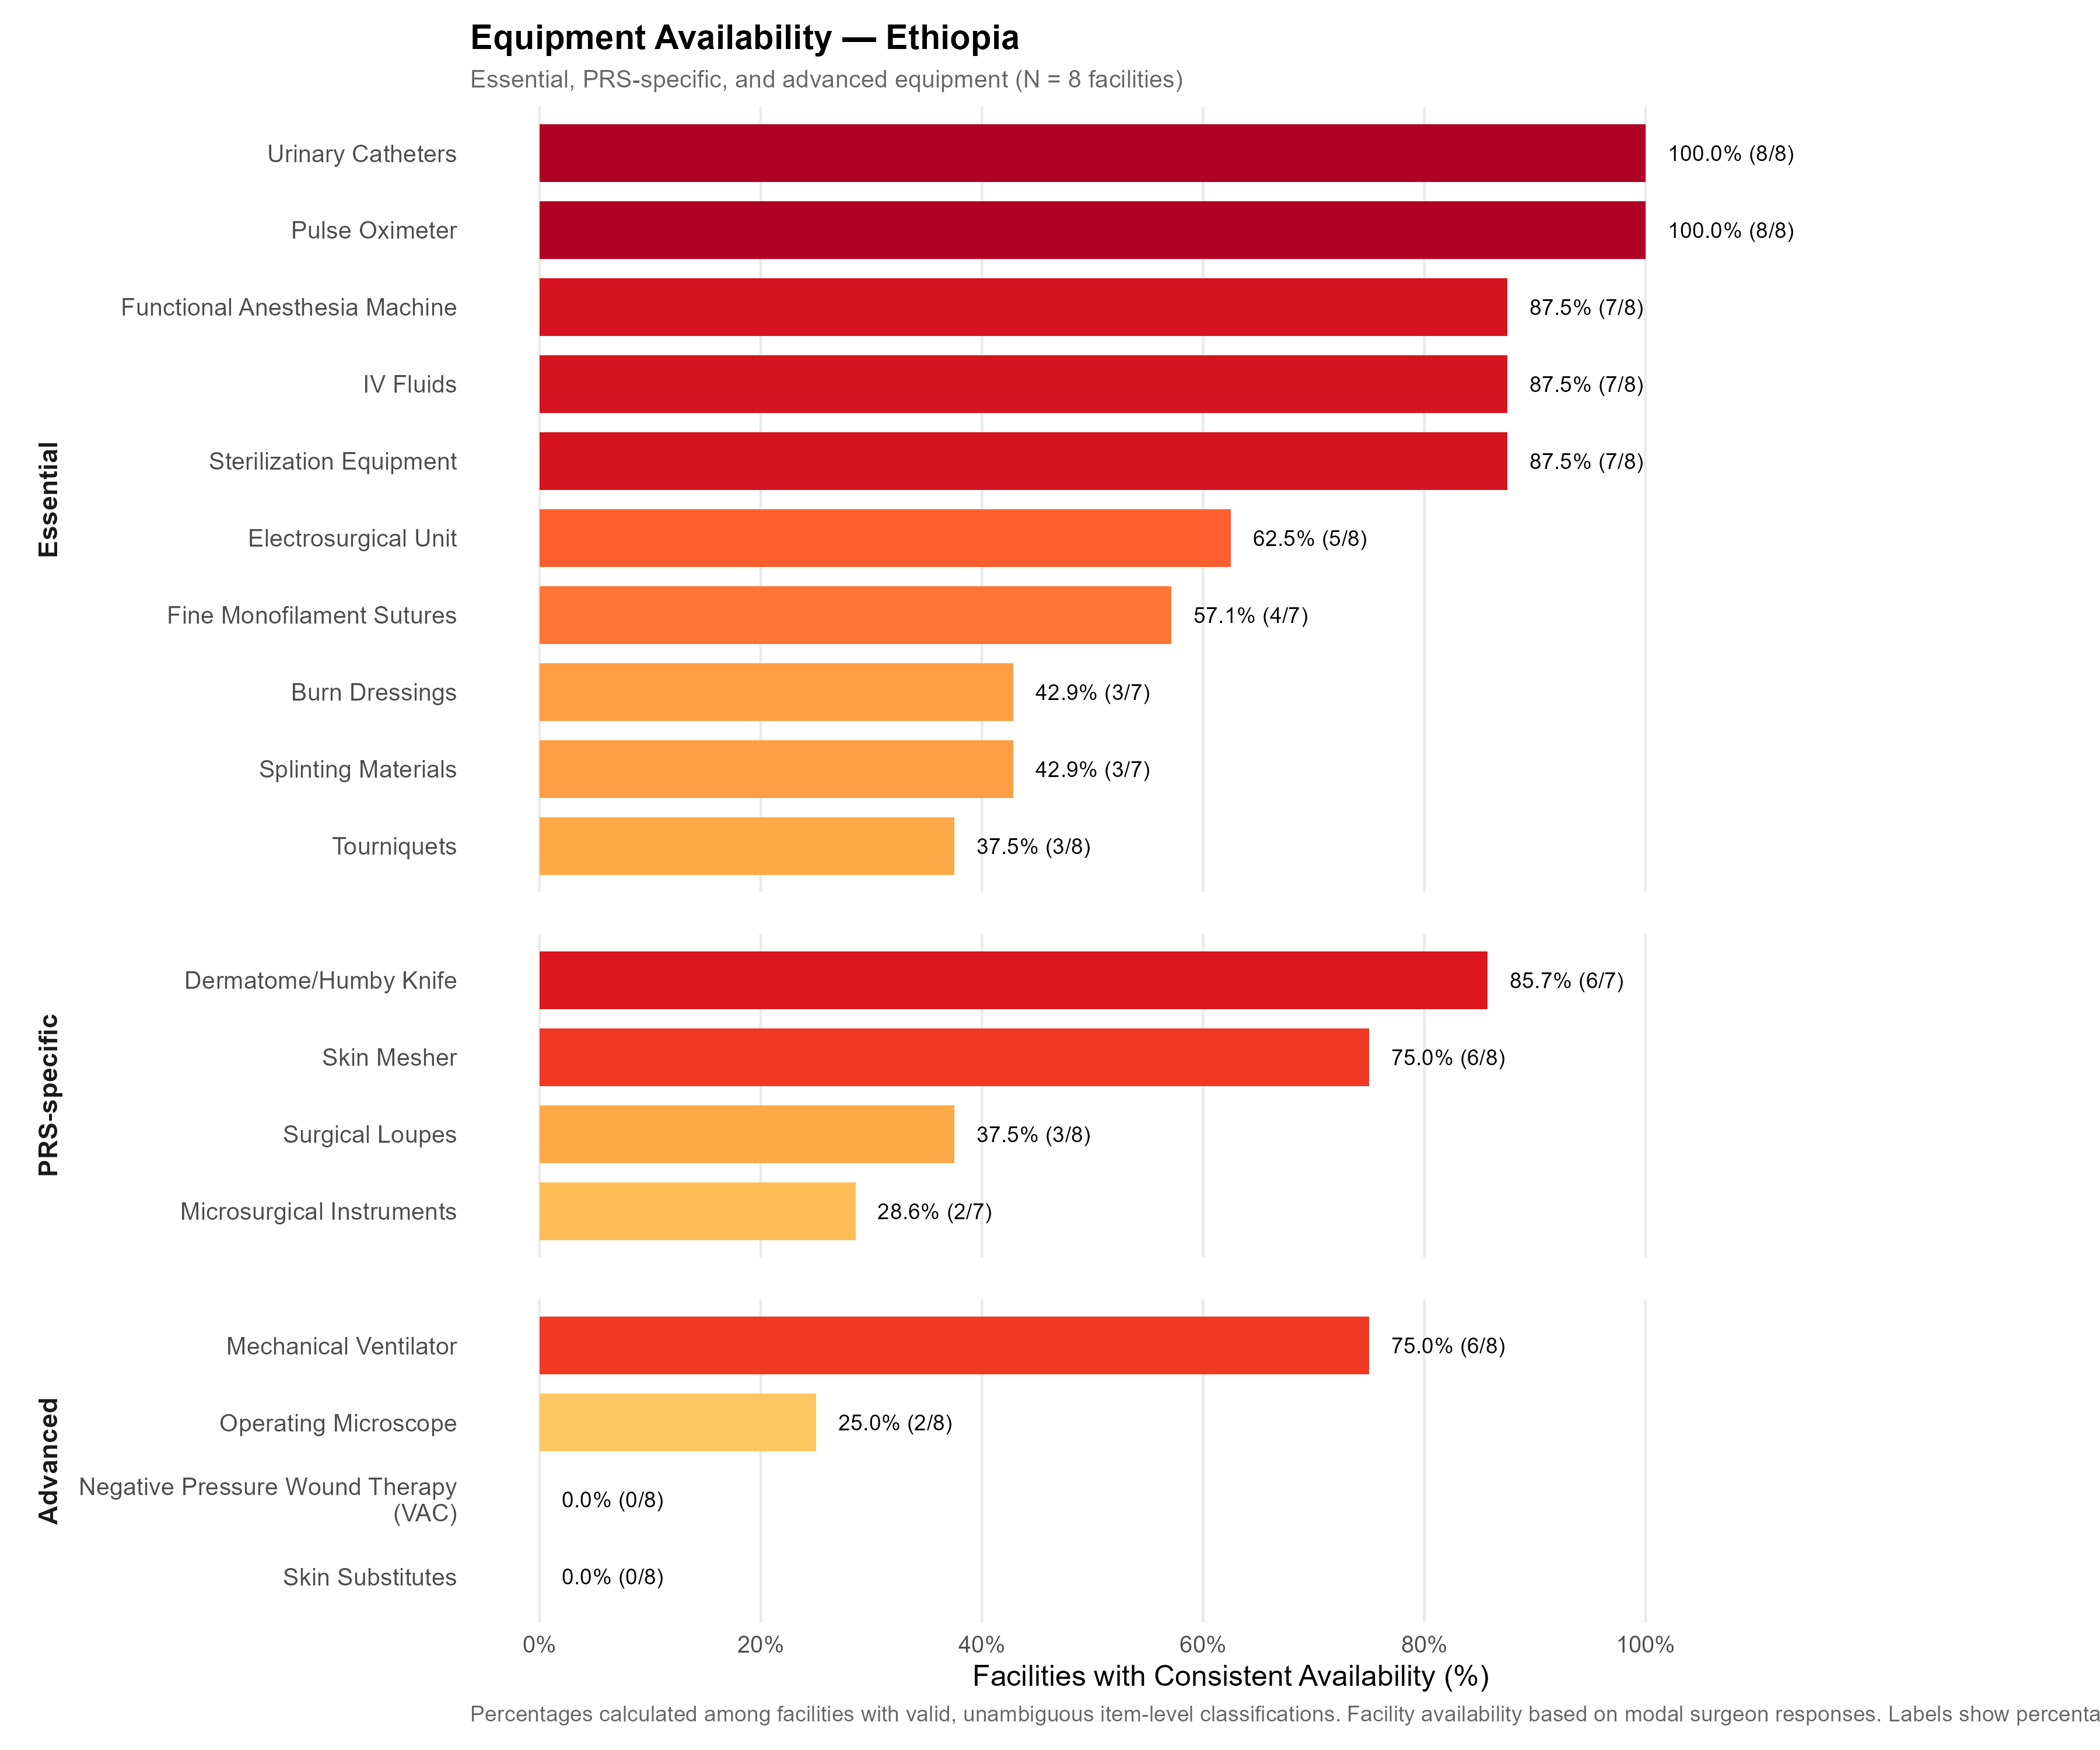 Equipment Availability — Ethiopia
Essential, PRS-specific, and advanced equipment (N = 8 facilities)
Essential
Urinary Catheters 100.0% (8/8)
Pulse Oximeter 100.0% (8/8)
Functional Anesthesia Machine 87.5% (7/8)
IV Fluids 87.5% (7/8)
Sterilization Equipment 87.5% (7/8)
Electrosurgical Unit 62.5% (5/8)
Fine Monofilament Sutures 57.1% (4/7)
Burn Dressings 42.9% (3/7)
Splinting Materials 42.9% (3/7)
Tourniquets 37.5% (3/8)
PRS-specific
Dermatome/Humby Knife 85.7% (6/7)
Skin Mesher 75.0% (6/8)
Surgical Loupes 37.5% (3/8)
Microsurgical Instruments 28.6% (2/7)
Advanced
Mechanical Ventilator 75.0% (6/8)
Operating Microscope 25.0% (2/8)
Negative Pressure Wound Therapy
(VAC) 0.0% (0/8)
Skin Substitutes 0.0% (0/8)
0% 20% 40% 60% 80% 100%
Facilities with Consistent Availability (%)
Percentages calculated among facilities with valid, unambiguous item-level classifications. Facility availability based on modal surgeon responses. Labels show percenta